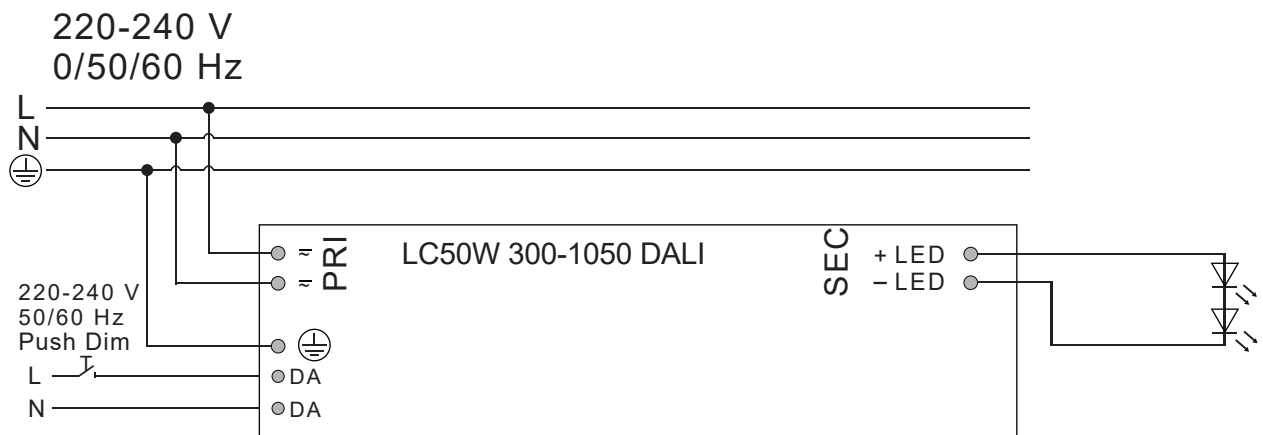 220-240 V
0/50/60 Hz
L
N
PRI
LC50W 300-1050 DALI
SEC
+ LED
– LED
220-240 V
50/60 Hz
Push Dim
L
DA
N
DA